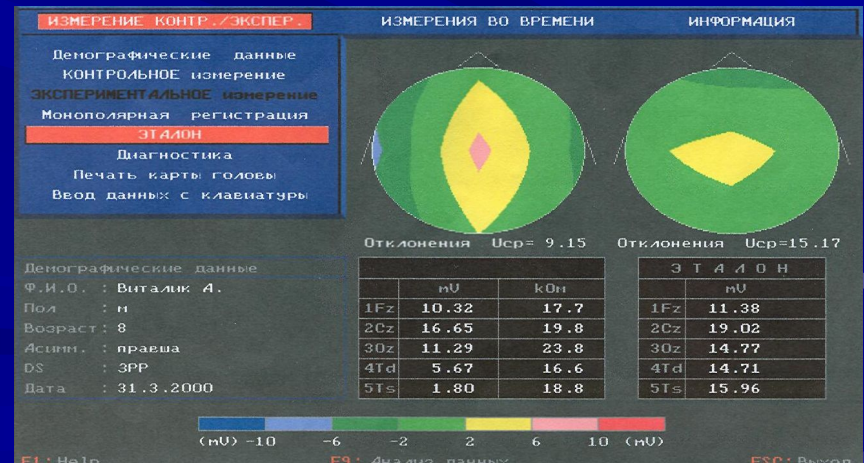 ИЗМЕРЕНИЕ КОНТР./ЭКСПЕР. ИЗМЕРЕНИЯ ВО ВРЕМЕНИ ИНФОРМАЦИЯ
Демографические данные
КОНТРОЛЬНОЕ измерение
ЭКСПЕРИМЕНТАЛЬНОЕ измерение
Монополярная регистрация
ЭТАЛОН
Диагностика
Печать карты головы
Ввод данных с клавиатуры
Отклонения Uср= 9.15 Отклонения Uср=15.17
Демографические данные
Ф.И.О. : Виталик А.
Пол : м
Возраст: 8
Асимм. : правша
DS : ЗРР
Дата : 31.3.2000
mV кОм
1Fz 10.32 17.7
2Cz 16.65 19.8
3Oz 11.29 23.8
4Td 5.67 16.6
5Ts 1.80 18.8
ЭТАЛОН
mV
1Fz 11.38
2Cz 19.02
3Oz 14.77
4Td 14.71
5Ts 15.96
(mV) -10 -6 -2 2 6 10 (mV)
F1: Help F9: Анализ данных ESC: Выход